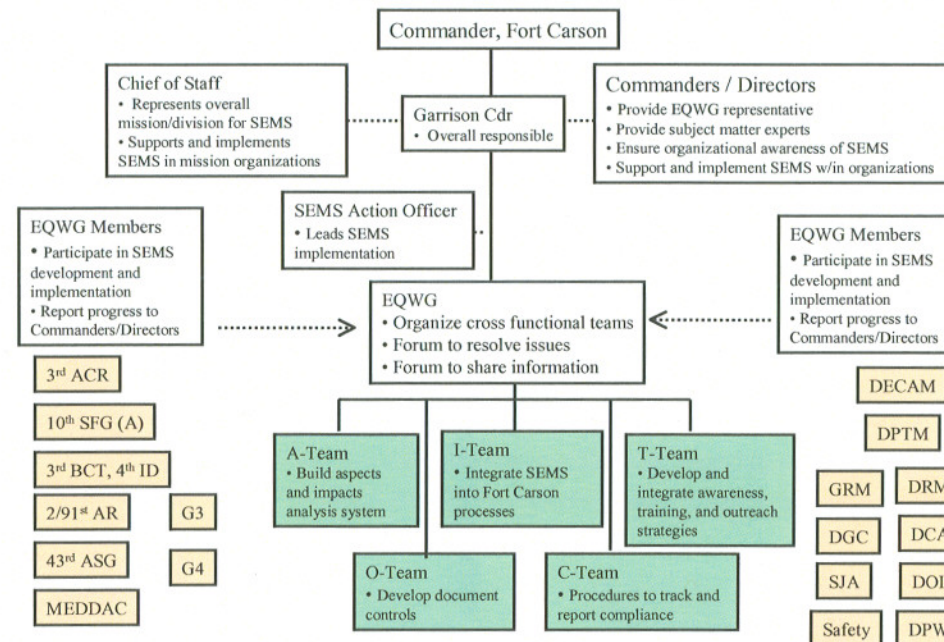 Commander, Fort Carson
Chief of Staff
• Represents overall
mission/division for SEMS
• Supports and implements
SEMS in mission organizations
Garrison Cdr
• Overall responsible
Commanders / Directors
• Provide EQWG representative
• Provide subject matter experts
• Ensure organizational awareness of SEMS
• Support and implement SEMS w/in organizations
SEMS Action Officer
• Leads SEMS
implementation
EQWG Members
• Participate in SEMS
development and
implementation
• Report progress to
Commanders/Directors
EQWG
• Organize cross functional teams
• Forum to resolve issues
• Forum to share information
EQWG Members
• Participate in SEMS
development and
implementation
• Report progress to
Commanders/Directors
3rd ACR
10th SFG (A)
3rd BCT, 4th ID
2/91st AR
G3
43rd ASG
G4
MEDDAC
A-Team
• Build aspects
and impacts
analysis system
I-Team
• Integrate SEMS
into Fort Carson
processes
T-Team
• Develop and
integrate awareness,
training, and outreach
strategies
O-Team
• Develop document
controls
C-Team
• Procedures to track and
report compliance
DECAM
DPTM
GRM
DRM
DGC
DCA
SJA
Safety
DPW